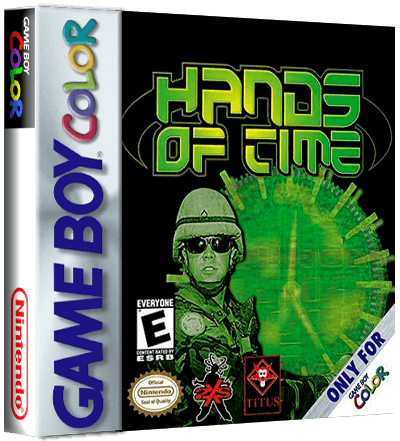 GAME BOY COLOR
Nintendo
GAME BOY COLOR
HANDS
OF TIME
EVERYONE
E
CONTENT RATED BY
ESRB
Official
Nintendo
Seal of Quality
2XS
TITUS
ONLY FOR
GAME BOY
COLOR